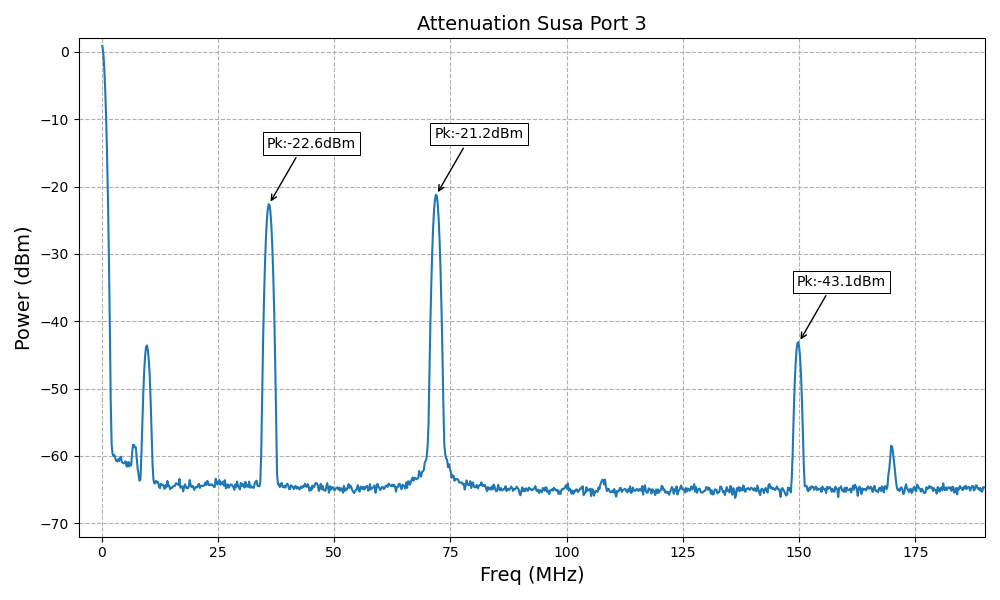 Attenuation Susa Port 3
Pk:-21.2dBm
Pk:-22.6dBm
Pk:-43.1dBm
Power (dBm)
0
−10
−20
−30
−40
−50
−60
−70
0 25 50 75 100 125 150 175
Freq (MHz)